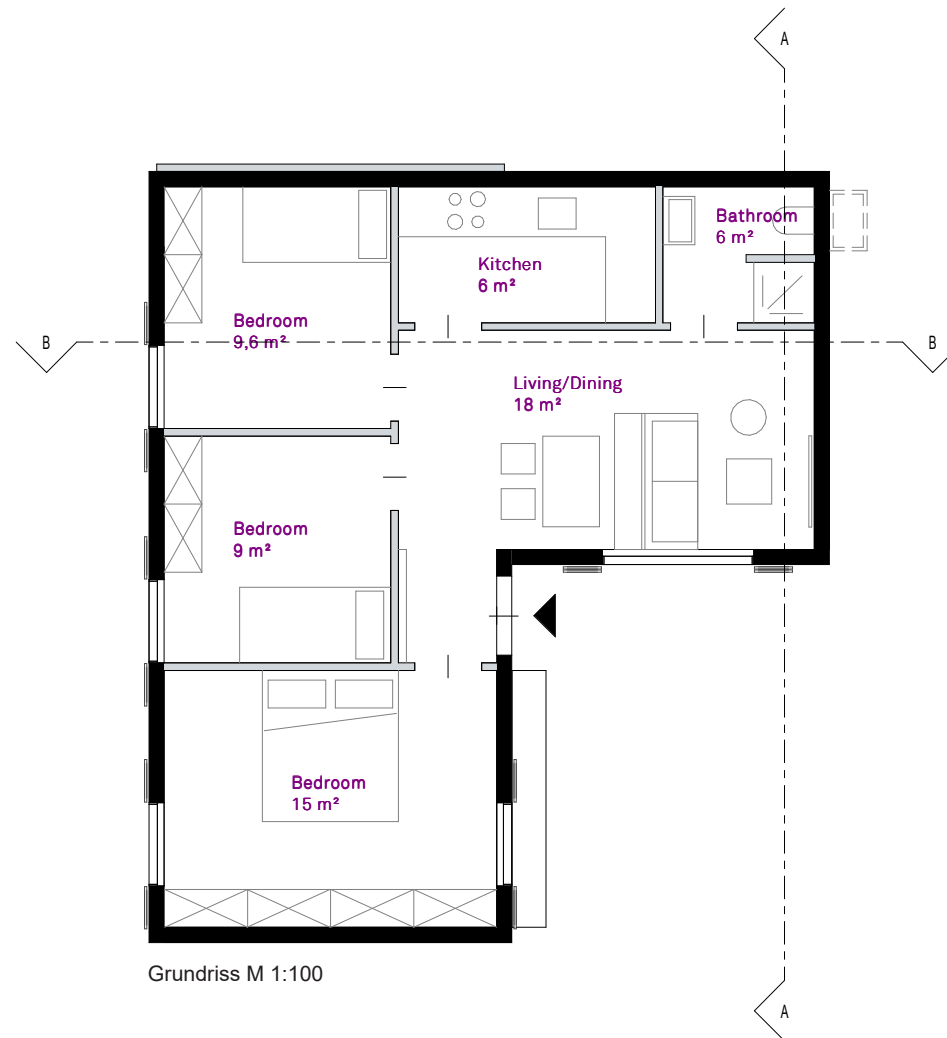 A
Bathroom
6 m²
Kitchen
6 m²
Bedroom
9,6 m²
B
B
Living/Dining
18 m²
Bedroom
9 m²
Bedroom
15 m²
Grundriss M 1:100
A